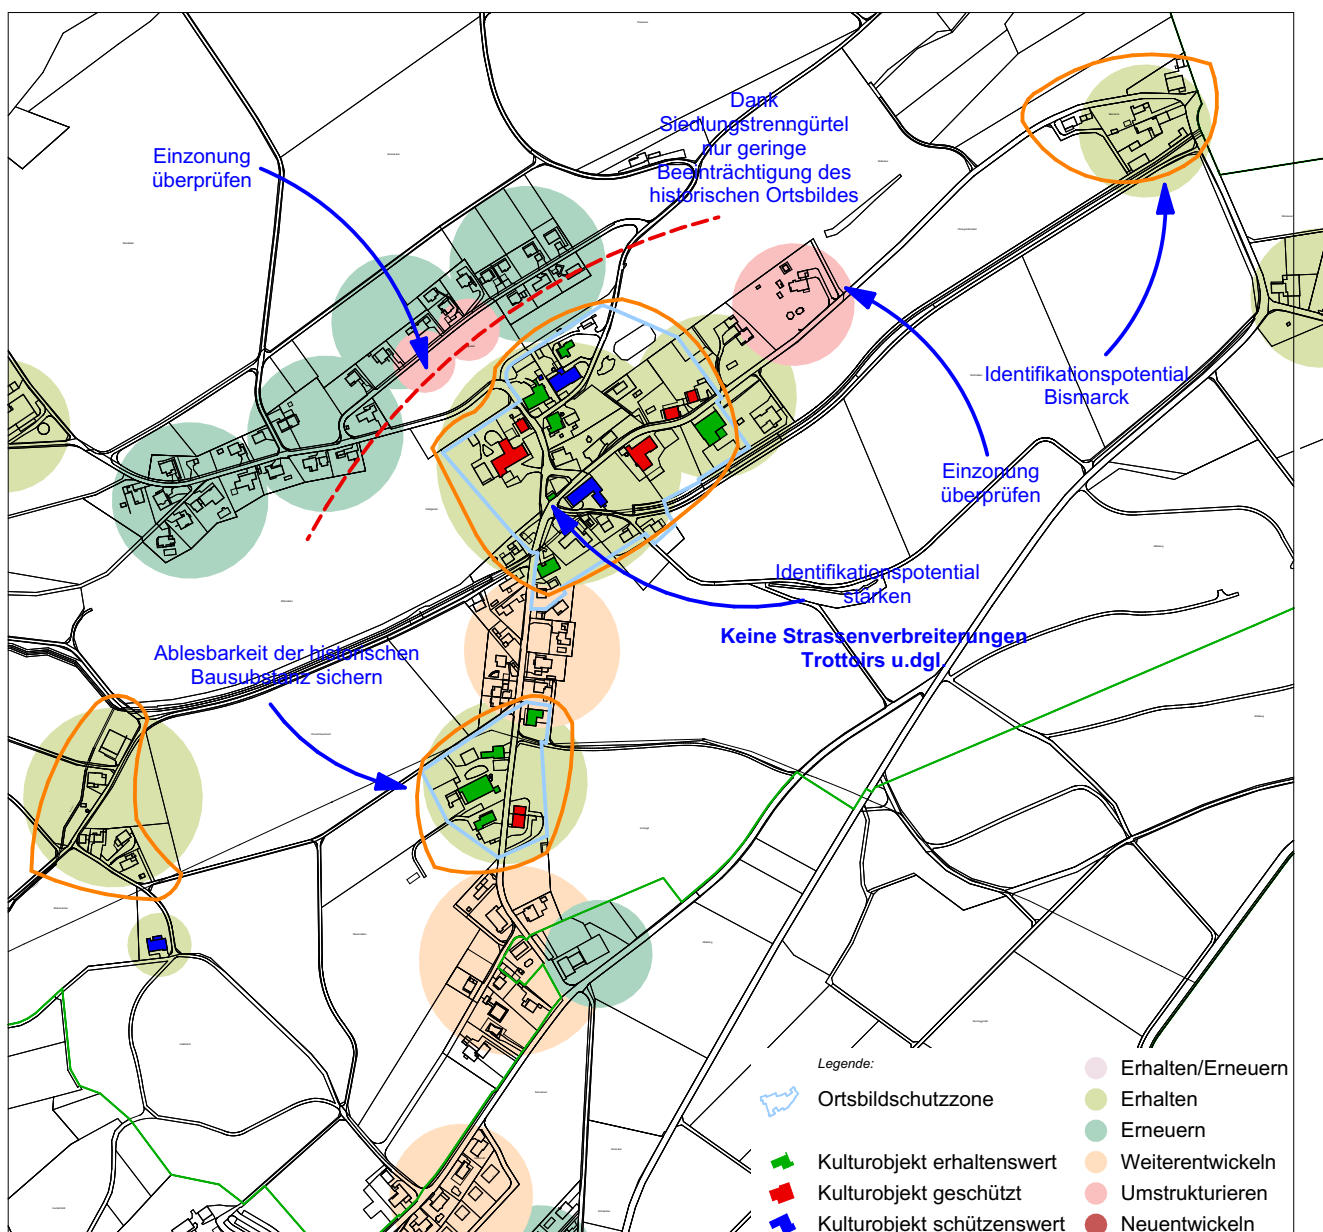 Dank
Siedlungstrenngürtel
nur geringe
Beeinträchtigung des
historischen Ortsbildes
Einzonung
überprüfen
Identifikationspotential
Bismarck
Einzonung
überprüfen
Identifikationspotential
stärken
Keine Strassenverbreiterungen
Trottoirs u.dgl.
Ablesbarkeit der historischen
Bausubstanz sichern
Legende:
Ortsbildschutzzone
Kulturobjekt erhaltenswert
Kulturobjekt geschützt
Kulturobjekt schützenswert
Erhalten/Erneuern
Erhalten
Erneuern
Weiterentwickeln
Umstrukturieren
Neuentwickeln